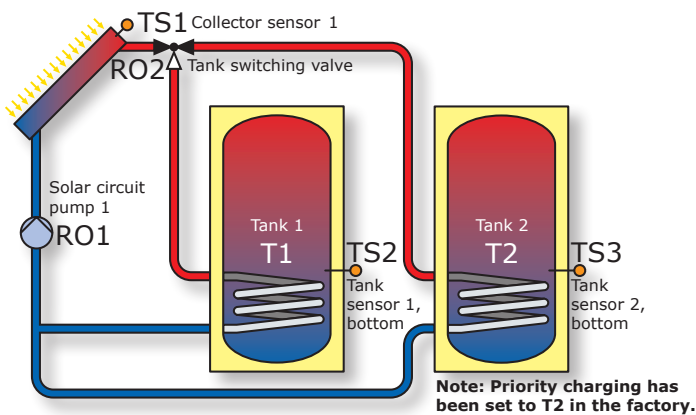 TS1 Collector sensor 1
RO2 Tank switching valve
Solar circuit
pump 1
RO1
Tank 1
T1
TS2
Tank
sensor 1,
bottom
Tank 2
T2
TS3
Tank
sensor 2,
bottom
Note: Priority charging has
been set to T2 in the factory.